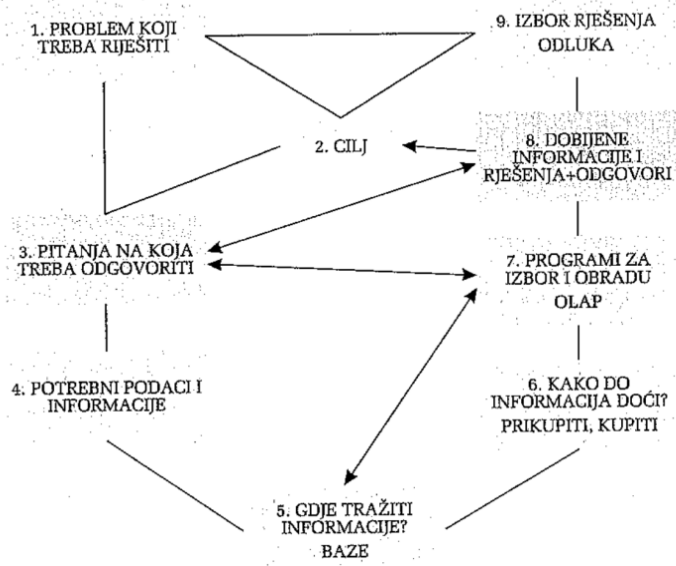 1. PROBLEM KOJI
TREBA RIJEŠITI
9. IZBOR RJEŠENJA
ODLUKA
2. CILJ
8. DOBIJENE
INFORMACIJE I
RJEŠENJA+ODGOVORI
3. PITANJA NA KOJA
TREBA ODGOVORITI
7. PROGRAMI ZA
IZBOR I OBRADU
OLAP
4. POTREBNI PODACI I
INFORMACIJE
6. KAKO DO
INFORMACIJA DOĆI?
PRIKUPITI, KUPITI
5. GDJE TRAŽITI
INFORMACIJE?
BAZE